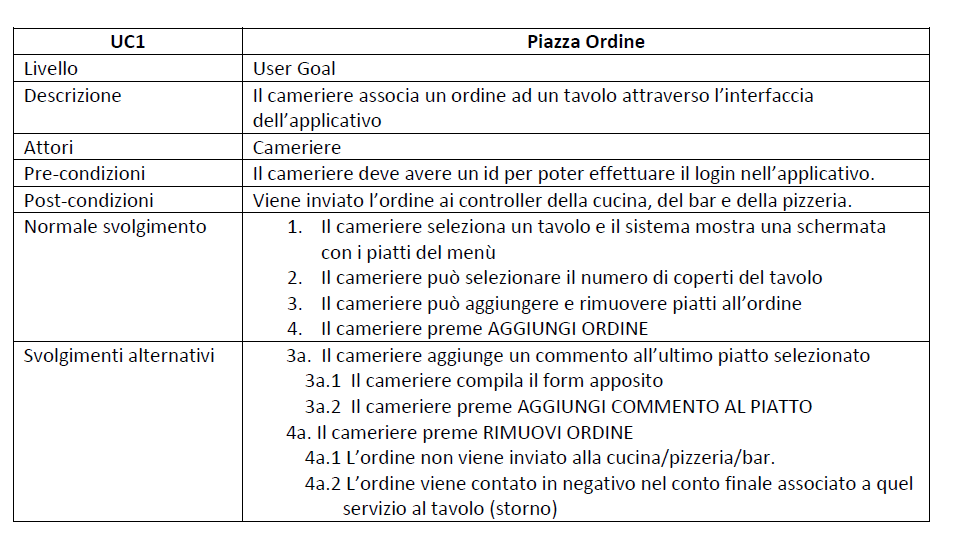 UC1 Piazza Ordine
Livello User Goal
Descrizione Il cameriere associa un ordine ad un tavolo attraverso l'interfaccia
dell'applicativo
Attori Cameriere
Pre-condizioni Il cameriere deve avere un id per poter effettuare il login nell'applicativo.
Post-condizioni Viene inviato l'ordine ai controller della cucina, del bar e della pizzeria.
Normale svolgimento 1. Il cameriere seleziona un tavolo e il sistema mostra una schermata
con i piatti del menù
2. Il cameriere può selezionare il numero di coperti del tavolo
3. Il cameriere può aggiungere e rimuovere piatti all'ordine
4. Il cameriere preme AGGIUNGI ORDINE
Svolgimenti alternativi 3a. Il cameriere aggiunge un commento all'ultimo piatto selezionato
3a.1 Il cameriere compila il form apposito
3a.2 Il cameriere preme AGGIUNGI COMMENTO AL PIATTO
4a. Il cameriere preme RIMUOVI ORDINE
4a.1 L'ordine non viene inviato alla cucina/pizzeria/bar.
4a.2 L'ordine viene contato in negativo nel conto finale associato a quel
servizio al tavolo (storno)